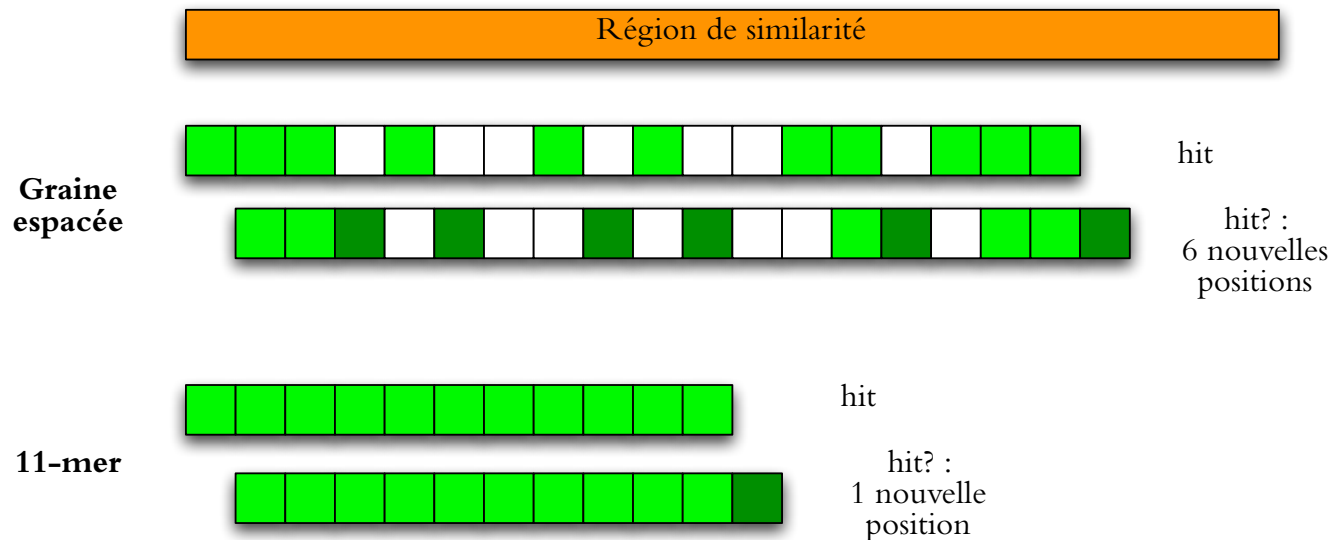 Région de similarité
hit
Graine
espacée
hit? :
6 nouvelles
positions
hit
11-mer
hit? :
1 nouvelle
position